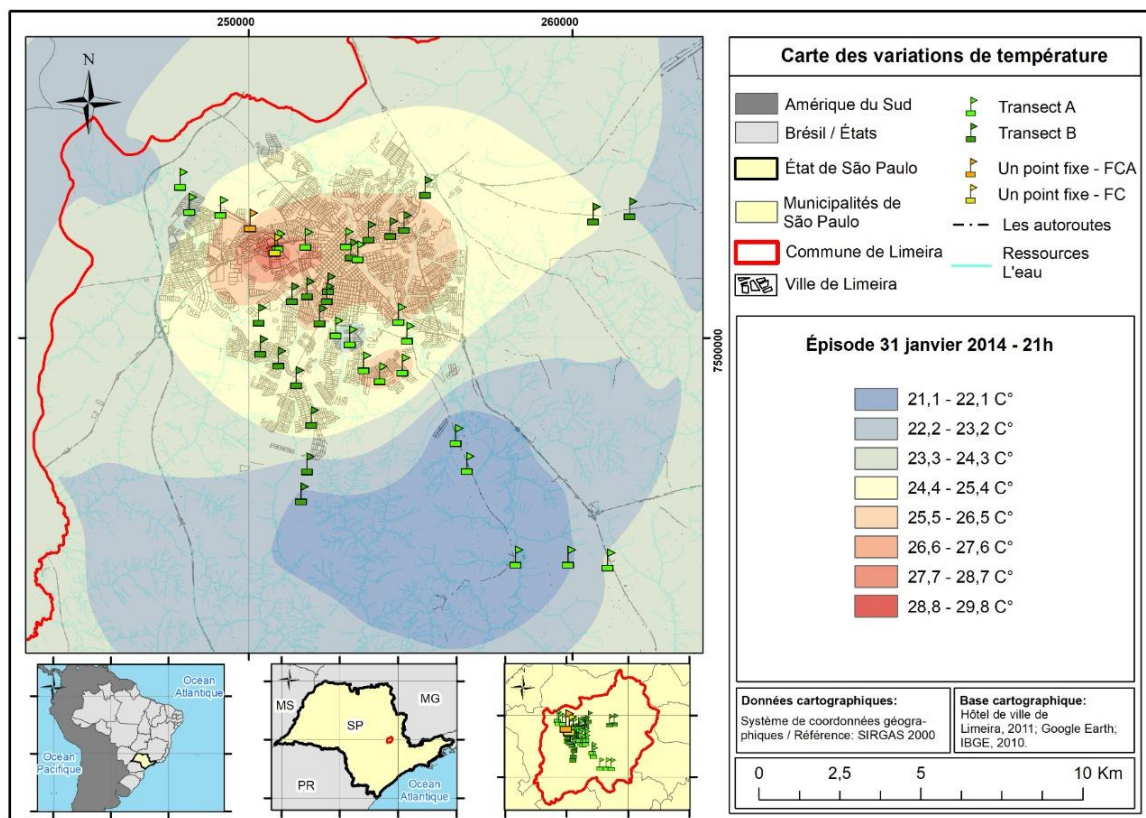 250000
260000
N
7500000
Carte des variations de température
Amérique du Sud
Brésil / États
État de São Paulo
Municipalités de
São Paulo
Commune de Limeira
Ville de Limeira
Transect A
Transect B
Un point fixe - FCA
Un point fixe - FC
Les autoroutes
Ressources
L'eau
Épisode 31 janvier 2014 - 21h
21,1 - 22,1 C°
22,2 - 23,2 C°
23,3 - 24,3 C°
24,4 - 25,4 C°
25,5 - 26,5 C°
26,6 - 27,6 C°
27,7 - 28,7 C°
28,8 - 29,8 C°
Océan
Atlantique
Océan
Pacifique
MS
MG
SP
PR
Océan
Atlantique
Données cartographiques:
Système de coordonnées géogra-
phiques / Référence: SIRGAS 2000
Base cartographique:
Hôtel de ville de
Limeira, 2011; Google Earth;
IBGE, 2010.
0 2,5 5 10 Km